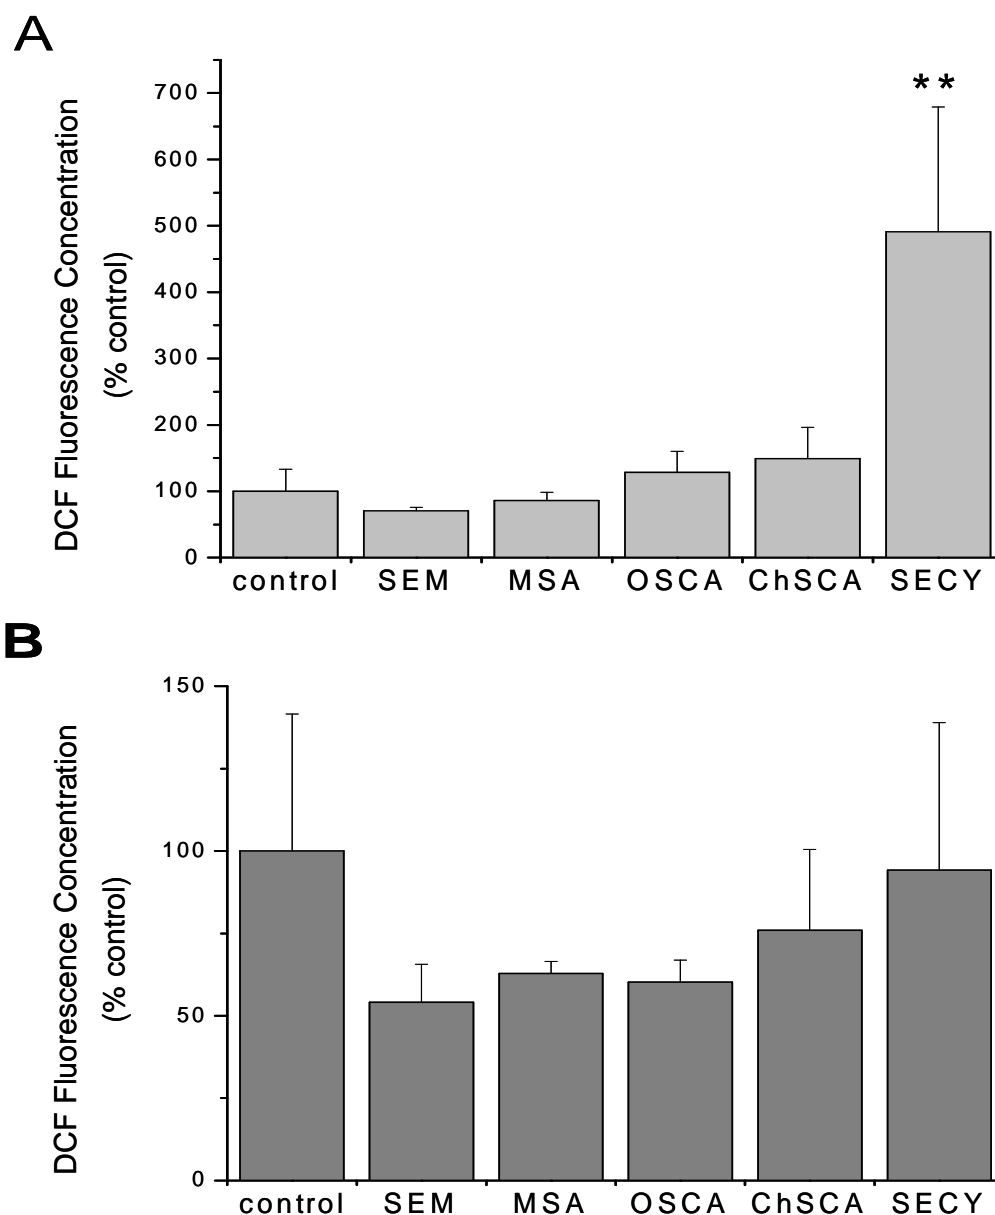 A
DCF Fluorescence Concentration
(% control)
700
600
500
400
300
200
100
0
**
control SEM MSA OSCA ChSCA SECY
B
DCF Fluorescence Concentration
(% control)
150
100
50
0
control SEM MSA OSCA ChSCA SECY